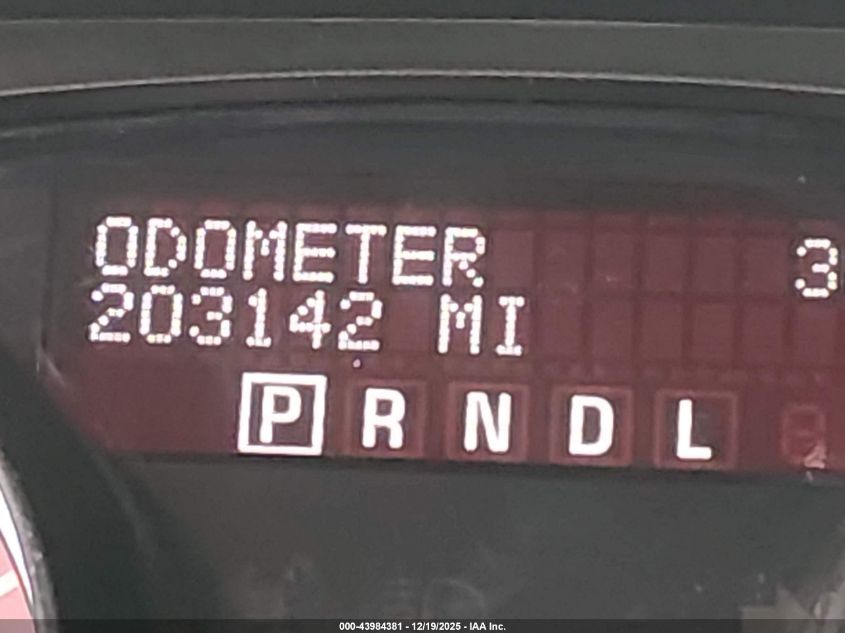 ODOMETER 3
203142 MI
P R N D L
000-43984381 - 12/19/2025 - IAA Inc.